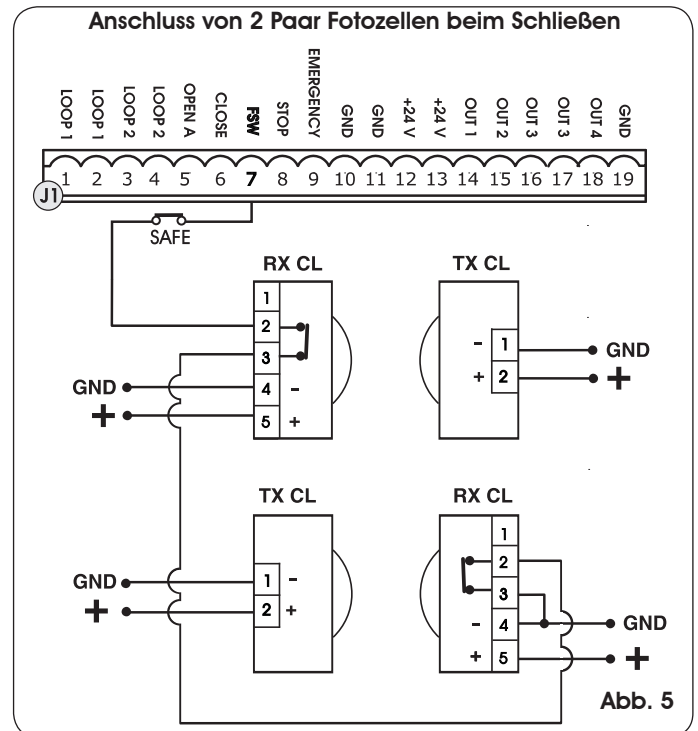 Anschluss von 2 Paar Fotozellen beim Schließen
LOOP 1 LOOP 1 LOOP 2 LOOP 2 OPEN A CLOSE FSW STOP EMERGENCY GND GND +24 V +24 V OUT 1 OUT 2 OUT 3 OUT 3 OUT 4 GND
1 2 3 4 5 6 7 8 9 10 11 12 13 14 15 16 17 18 19
J1
SAFE
RX CL TX CL
1
2
3
GND 4 -
+ 5 +
- 1 GND
+ 2 +
TX CL RX CL
GND 1 -
+ 2 +
1
2
3
- 4 GND
+ 5 +
Abb. 5